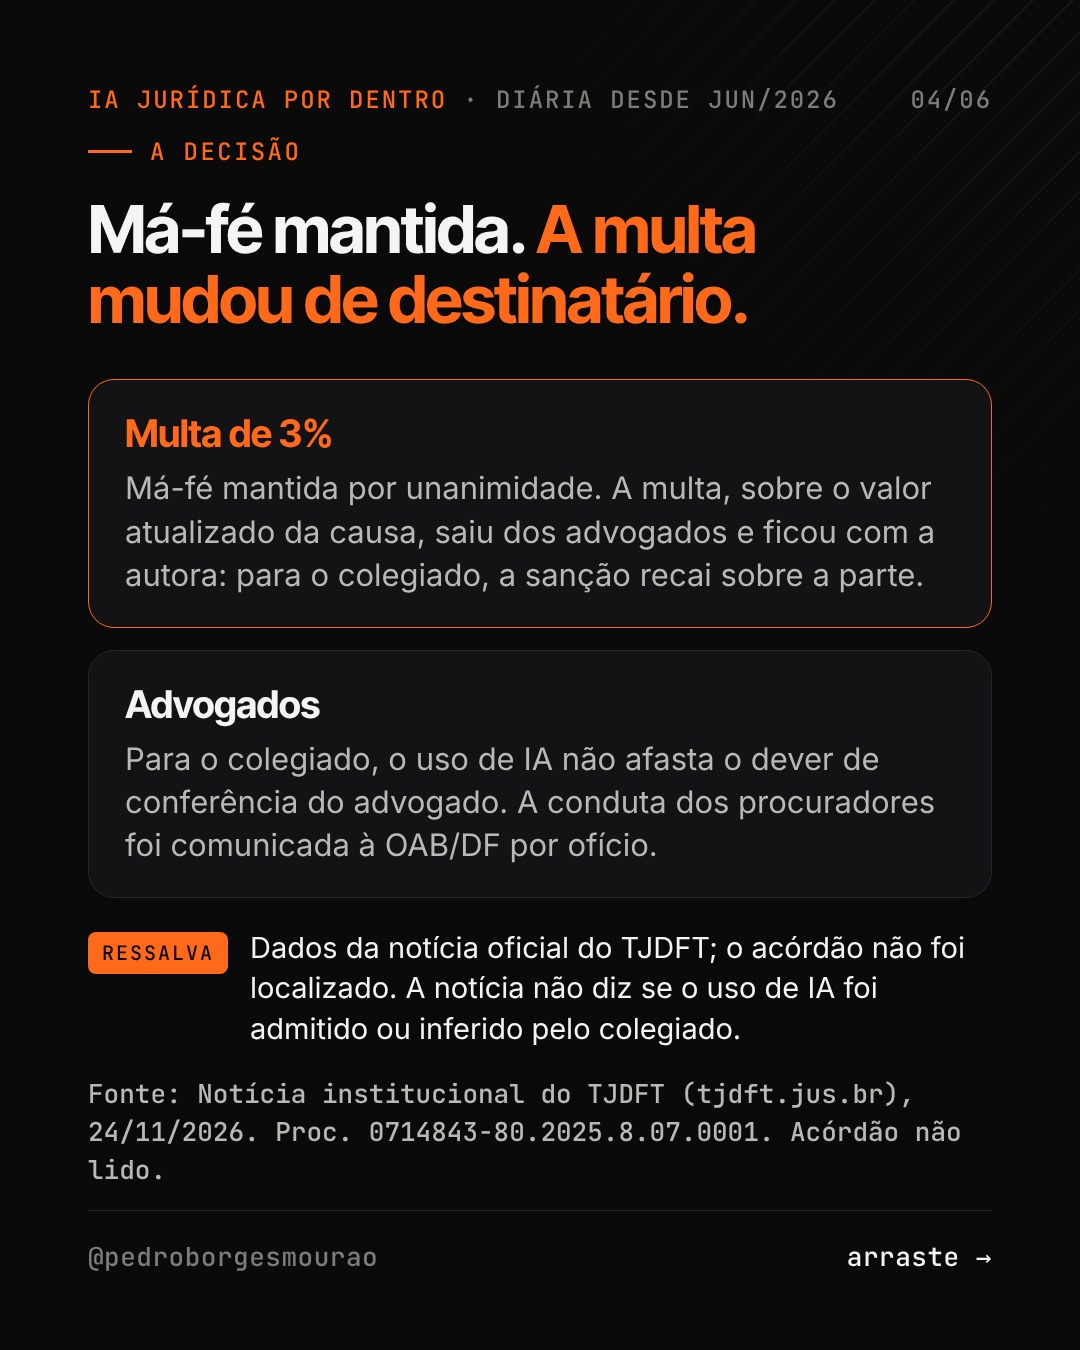 IA JURÍDICA POR DENTRO · DIÁRIA DESDE JUN/2026 04/06
A DECISÃO
Má-fé mantida. A multa
mudou de destinatário.
Multa de 3%
Má-fé mantida por unanimidade. A multa, sobre o valor
atualizado da causa, saiu dos advogados e ficou com a
autora: para o colegiado, a sanção recai sobre a parte.
Advogados
Para o colegiado, o uso de IA não afasta o dever de
conferência do advogado. A conduta dos procuradores
foi comunicada à OAB/DF por ofício.
RESSALVA
Dados da notícia oficial do TJDFT; o acórdão não foi
localizado. A notícia não diz se o uso de IA foi
admitido ou inferido pelo colegiado.
Fonte: Notícia institucional do TJDFT (tjdft.jus.br),
24/11/2026. Proc. 0714843-80.2025.8.07.0001. Acórdão não
lido.
@pedroborgesmourao
arraste →